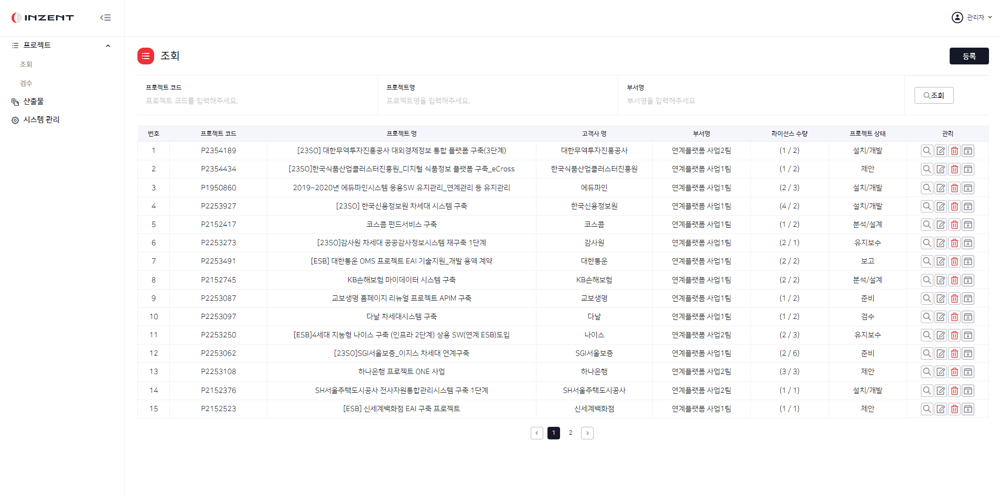 INZENT
관리자
프로젝트
조회
검수
산출물
시스템 관리
조회
등록
프로젝트 코드
프로젝트 코드를 입력해주세요.
프로젝트명
프로젝트명을 입력해주세요.
부서명
부서명을 입력해주세요
조회
번호 프로젝트 코드 프로젝트 명 고객사 명 부서명 라이선스 수량 프로젝트 상태 관리
1 P2354189 [23SO] 대한무역투자진흥공사 대외경제정보 통합 플랫폼 구축(3단계) 대한무역투자진흥공사 연계플랫폼 사업2팀 (1 / 2) 설치/개발
2 P2354434 [23SO]한국식품산업클러스터진흥원_디지털 식품정보 플랫폼 구축_eCross 한국식품산업클러스터진흥원 연계플랫폼 사업1팀 (1 / 2) 제안
3 P1950860 2019~2020년 에듀파인시스템 응용SW 유지관리_연계관리 등 유지관리 에듀파인 연계플랫폼 사업1팀 (2 / 3) 설치/개발
4 P2253927 [23SO] 한국신용정보원 차세대 시스템 구축 한국신용정보원 연계플랫폼 사업1팀 (4 / 2) 설치/개발
5 P2152417 코스콤 펀드서비스 구축 코스콤 연계플랫폼 사업1팀 (1 / 2) 분석/설계
6 P2253273 [23SO]감사원 차세대 공공감사정보시스템 재구축 1단계 감사원 연계플랫폼 사업1팀 (2 / 1) 유지보수
7 P2253491 [ESB] 대한통운 OMS 프로젝트 EAI 기술지원_개발 용역 계약 대한통운 연계플랫폼 사업1팀 (2 / 2) 보고
8 P2152745 KB손해보험 마이데이터 시스템 구축 KB손해보험 연계플랫폼 사업1팀 (2 / 2) 분석/설계
9 P2253087 교보생명 홈페이지 리뉴얼 프로젝트 APIM 구축 교보생명 연계플랫폼 사업1팀 (1 / 2) 준비
10 P2253097 다날 차세대시스템 구축 다날 연계플랫폼 사업1팀 (1 / 2) 검수
11 P2253250 [ESB]4세대 지능형 나이스 구축 (인프라 2단계) 상용 SW(연계 ESB)도입 나이스 연계플랫폼 사업2팀 (2 / 3) 유지보수
12 P2253062 [23SO]SGI서울보증_이지스 차세대 연계구축 SGI서울보증 연계플랫폼 사업1팀 (2 / 6) 준비
13 P2253108 하나은행 프로젝트 ONE 사업 하나은행 연계플랫폼 사업2팀 (3 / 3) 제안
14 P2152376 SH서울주택도시공사 전사자원통합관리시스템 구축 1단계 SH서울주택도시공사 연계플랫폼 사업2팀 (1 / 1) 설치/개발
15 P2152523 [ESB] 신세계백화점 EAI 구축 프로젝트 신세계백화점 연계플랫폼 사업1팀 (1 / 1) 제안
1 2